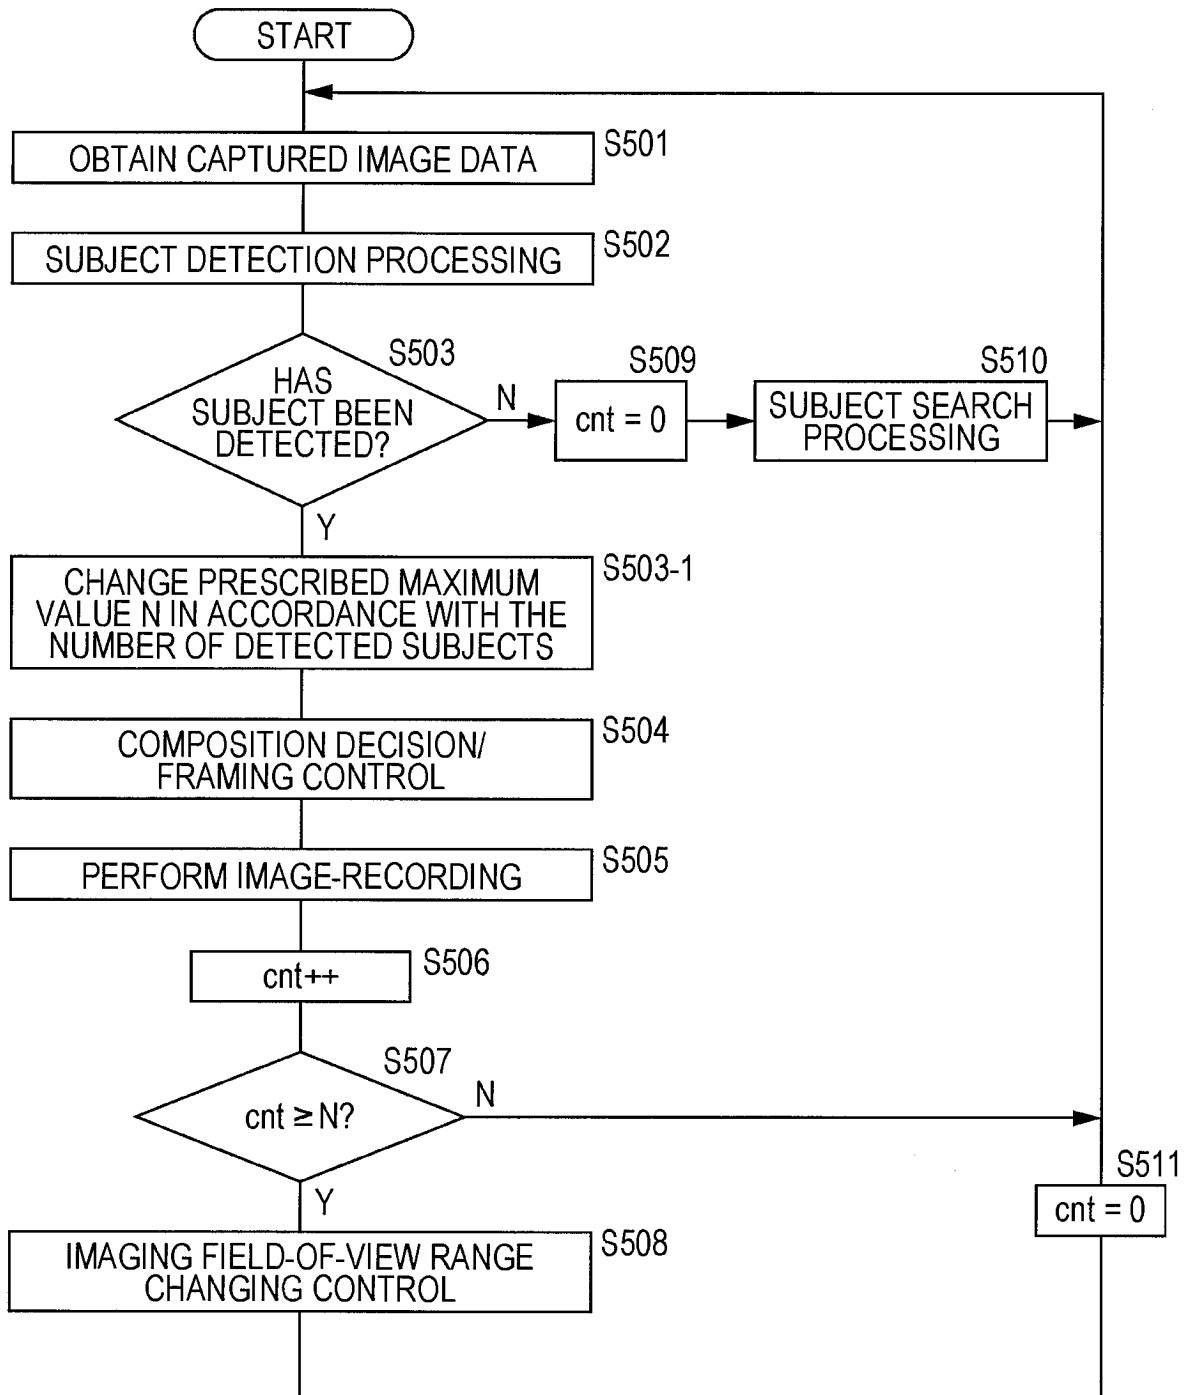 START
OBTAIN CAPTURED IMAGE DATA
S501
SUBJECT DETECTION PROCESSING
S502
HAS
SUBJECT BEEN
DETECTED?
S503
N
Y
cnt = 0
S509
SUBJECT SEARCH
PROCESSING
S510
CHANGE PRESCRIBED MAXIMUM
VALUE N IN ACCORDANCE WITH THE
NUMBER OF DETECTED SUBJECTS
S503-1
COMPOSITION DECISION/
FRAMING CONTROL
S504
PERFORM IMAGE-RECORDING
S505
cnt++
S506
cnt ≥ N?
S507
N
Y
S511
cnt = 0
IMAGING FIELD-OF-VIEW RANGE
CHANGING CONTROL
S508